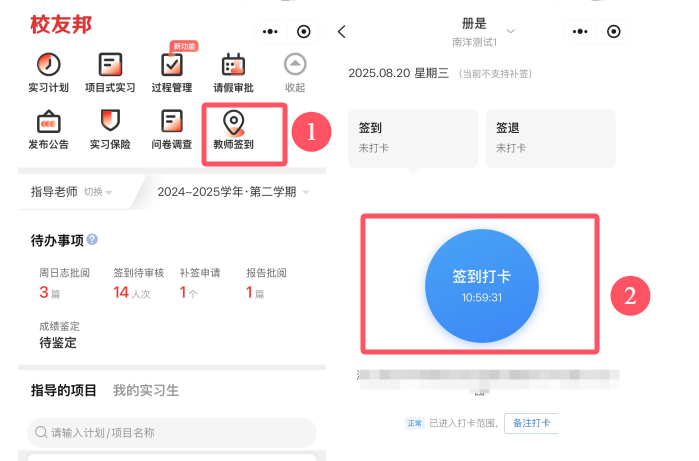 校友邦
新功能
实习计划 项目式实习 过程管理 请假审批 收起
发布公告 实习保险 问卷调查 教师签到
1
指导老师 切换 2024-2025学年·第二学期
待办事项 ?
周日志批阅 签到待审核 补签申请 报告批阅
3篇 14人次 1个 1篇
成绩鉴定
待鉴定
指导的项目 我的实习生
请输入计划/项目名称
册是
南洋测试1
2025.08.20 星期三 (当前不支持补签)
签到 签退
未打卡 未打卡
签到打卡
10:59:31
2
正常 已进入打卡范围, 备注打卡